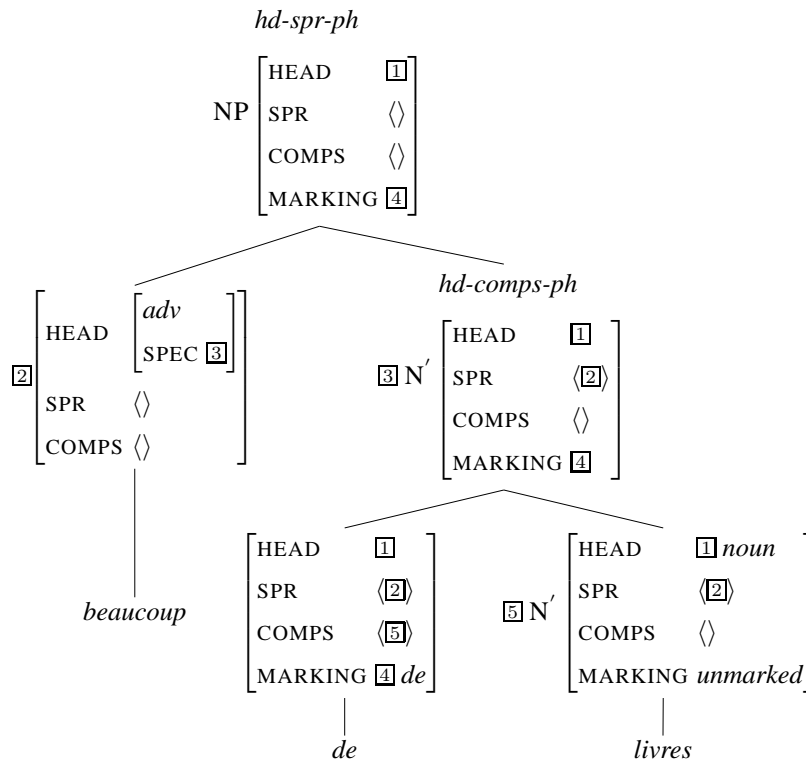 hd-spr-ph
NP [HEAD 1
SPR ⟨⟩
COMPS ⟨⟩
MARKING 4]
2 [HEAD [adv
SPEC 3]
SPR ⟨⟩
COMPS ⟨⟩]
beaucoup
hd-comps-ph
3 N′ [HEAD 1
SPR ⟨2⟩
COMPS ⟨⟩
MARKING 4]
[HEAD 1
SPR ⟨2⟩
COMPS ⟨5⟩
MARKING 4 de]
de
5 N′ [HEAD 1 noun
SPR ⟨2⟩
COMPS ⟨⟩
MARKING unmarked]
livres